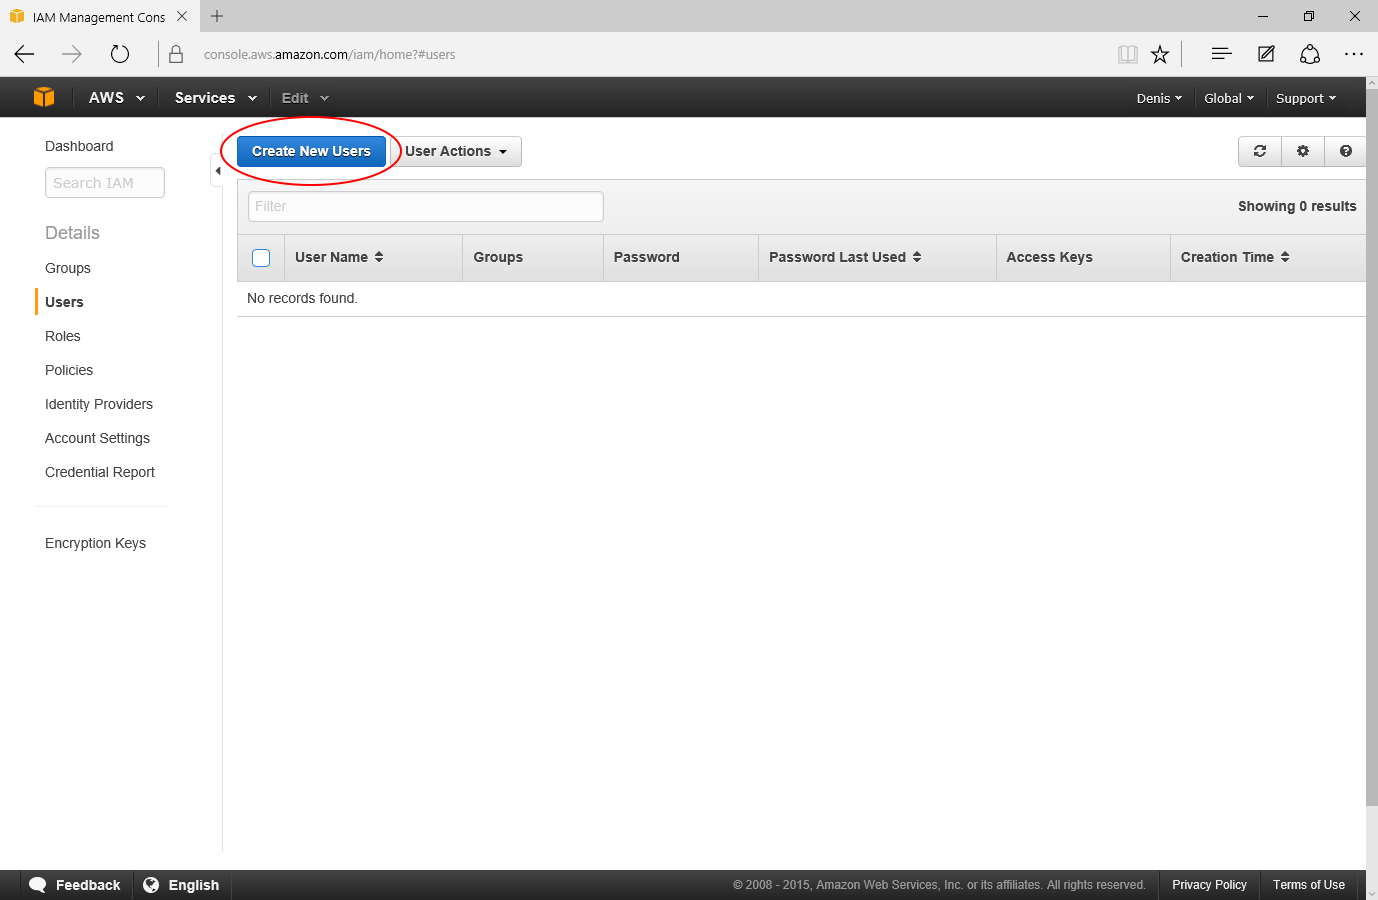 IAM Management Cons
console.aws.amazon.com/iam/home?#users
AWS Services Edit Denis Global Support
Dashboard
Search IAM
Details
Groups
Users
Roles
Policies
Identity Providers
Account Settings
Credential Report
Encryption Keys
Create New Users User Actions
Filter Showing 0 results
User Name Groups Password Password Last Used Access Keys Creation Time
No records found.
Feedback English © 2008 - 2015, Amazon Web Services, Inc. or its affiliates. All rights reserved. Privacy Policy Terms of Use